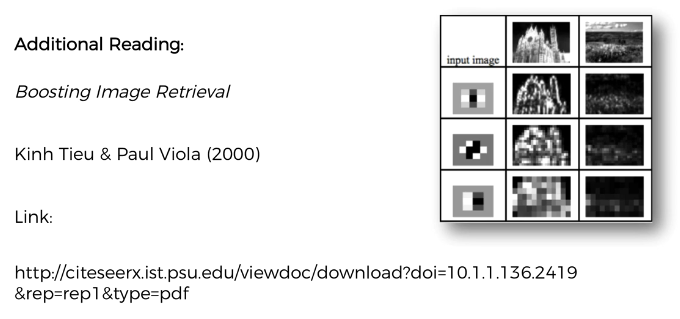 Additional Reading:
Boosting Image Retrieval
Kinh Tieu & Paul Viola (2000)
Link:
http://citeseerx.ist.psu.edu/viewdoc/download?doi=10.1.1.136.2419
&rep=rep1&type=pdf
input image